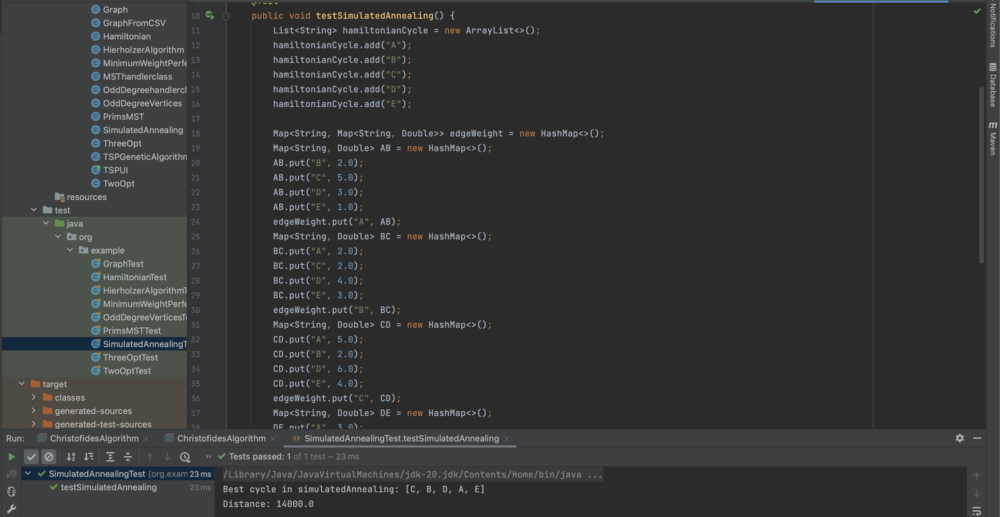 Graph
GraphFromCSV
Hamiltonian
HierholzerAlgorithm
MinimumWeightPerfe
MSThandlerclass
OddDegreehandlercl
OddDegreeVertices
PrimsMST
SimulatedAnnealing
ThreeOpt
TSPGeneticAlgorithm
TSPUI
TwoOpt
resources
test
java
org
example
GraphTest
HamiltonianTest
HierholzerAlgorithmT
MinimumWeightPerfe
OddDegreeVerticesTe
PrimsMSTTest
SimulatedAnnealingT
ThreeOptTest
TwoOptTest
target
classes
generated-sources
generated-test-sources
@Test
10 public void testSimulatedAnnealing() {
11 List<String> hamiltonianCycle = new ArrayList<>();
12 hamiltonianCycle.add("A");
13 hamiltonianCycle.add("B");
14 hamiltonianCycle.add("C");
15 hamiltonianCycle.add("D");
16 hamiltonianCycle.add("E");
17
18 Map<String, Map<String, Double>> edgeWeight = new HashMap<>();
19 Map<String, Double> AB = new HashMap<>();
20 AB.put("B", 2.0);
21 AB.put("C", 5.0);
22 AB.put("D", 3.0);
23 AB.put("E", 1.0);
24 edgeWeight.put("A", AB);
25 Map<String, Double> BC = new HashMap<>();
26 BC.put("A", 2.0);
27 BC.put("C", 2.0);
28 BC.put("D", 4.0);
29 BC.put("E", 3.0);
30 edgeWeight.put("B", BC);
31 Map<String, Double> CD = new HashMap<>();
32 CD.put("A", 5.0);
33 CD.put("B", 2.0);
34 CD.put("D", 6.0);
35 CD.put("E", 4.0);
36 edgeWeight.put("C", CD);
37 Map<String, Double> DE = new HashMap<>();
38 DE.put("A", 3.0);
Notifications
Database
m Maven
Run: ChristofidesAlgorithm ChristofidesAlgorithm SimulatedAnnealingTest.testSimulatedAnnealing
Tests passed: 1 of 1 test – 23 ms
SimulatedAnnealingTest (org.exam 23 ms
testSimulatedAnnealing 23 ms
/Library/Java/JavaVirtualMachines/jdk-20.jdk/Contents/Home/bin/java ...
Best cycle in simulatedAnnealing: [C, B, D, A, E]
Distance: 14000.0